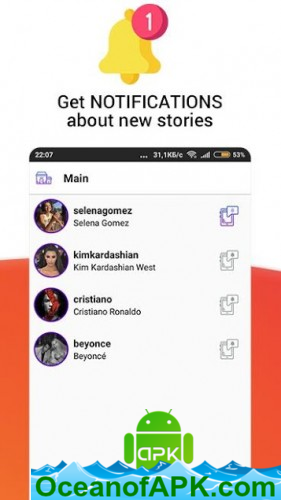 1
Get NOTIFICATIONS
about new stories
22:07 ... 31,1КБ/с 53%
Main
selenagomez
Selena Gomez
kimkardashian
Kim Kardashian West
cristiano
Cristiano Ronaldo
beyonce
Beyoncé
APK
OceanofAPK.com